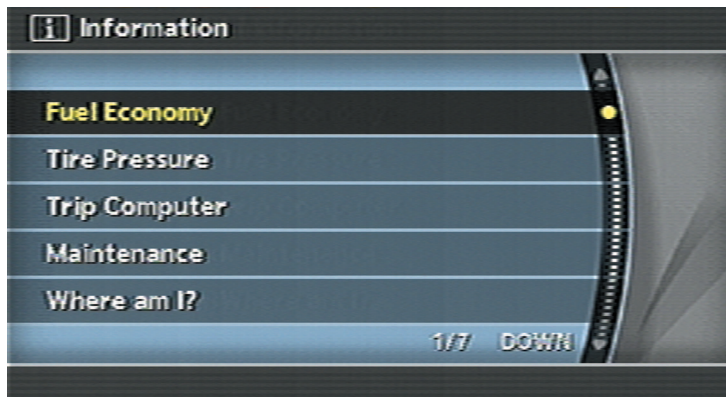 i Information
Fuel Economy
Tire Pressure
Trip Computer
Maintenance
Where am I?
1/7 DOWN